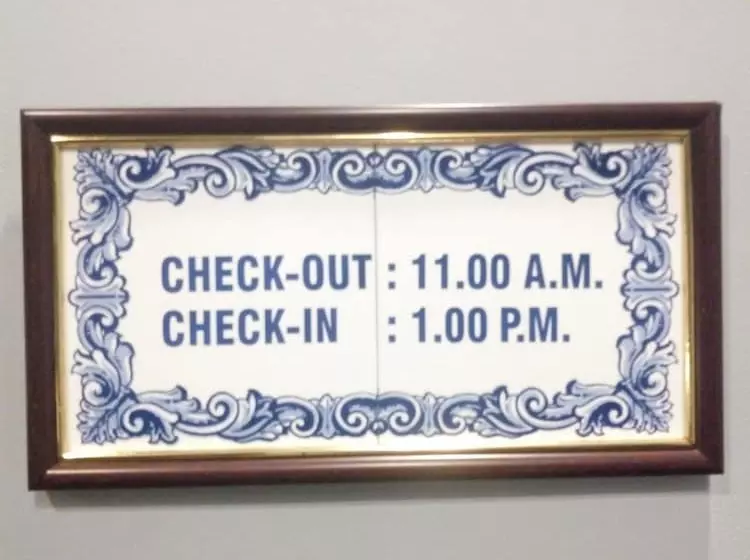 CHECK-OUT : 11.00 A.M.
CHECK-IN : 1.00 P.M.